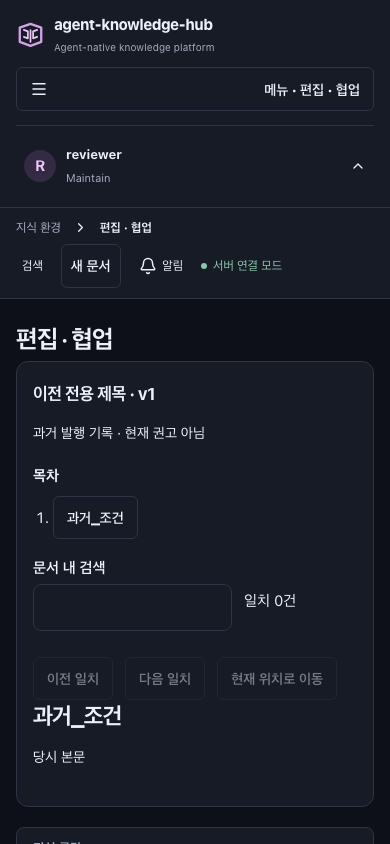 agent-knowledge-hub
Agent-native knowledge platform
메뉴 · 편집 · 협업
R
reviewer
Maintain
지식 환경 > 편집 · 협업
검색 새 문서 알림 서버 연결 모드
편집 · 협업
이전 전용 제목 · v1
과거 발행 기록 · 현재 권고 아님
목차
1. 과거_조건
문서 내 검색
일치 0건
이전 일치 다음 일치 현재 위치로 이동
과거_조건
당시 본문